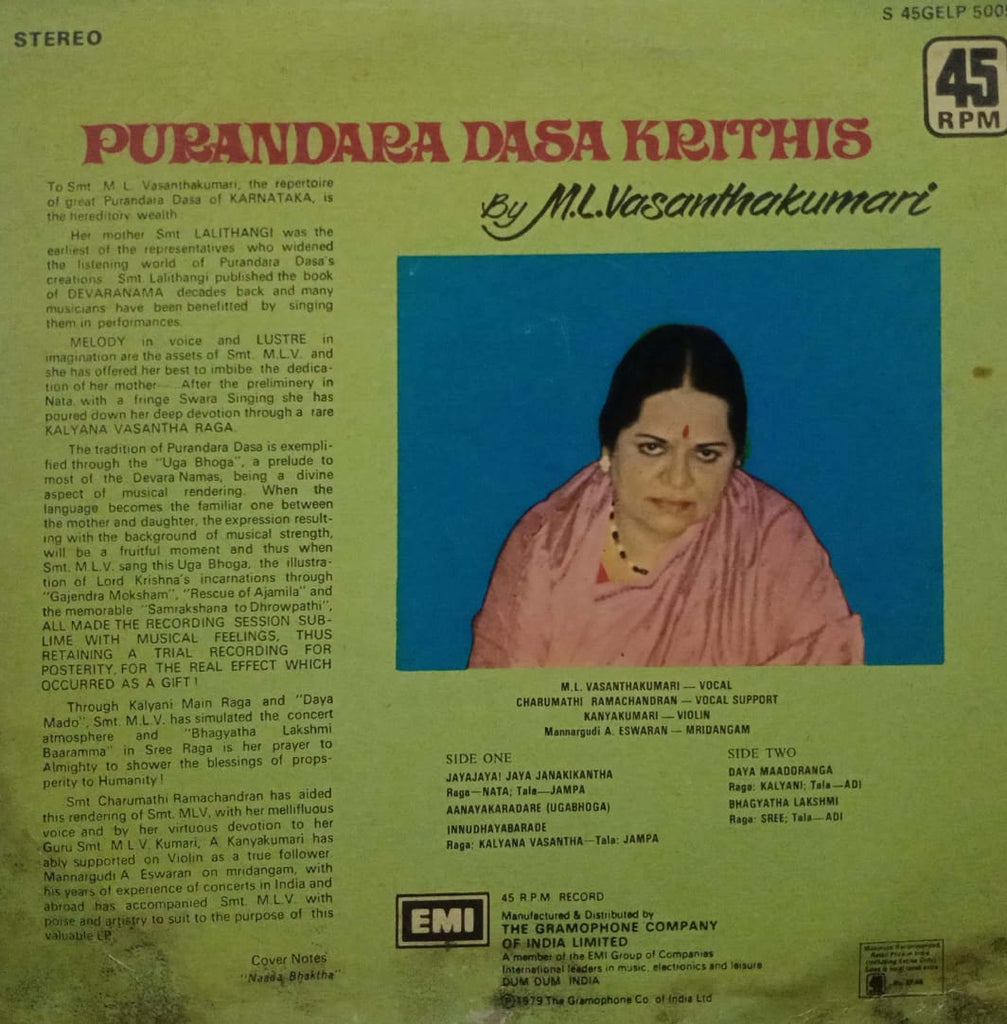 STEREO
S 45GELP 500
45
RPM
PURANDARA DASA KRITHIS
By M.L.Vasanthakumari
To Smt. M L. Vasanthakumari, the repertoire
of great Purandara Dasa of KARNATAKA, is
the hereditory wealth
Her mother Smt LALITHANGI was the
earliest of the representatives who widened
the listening world of Purandara Dasa's
creations Smt. Lalithangi published the book
of DEVARANAMA decades back and many
musicians have been benefitted by singing
them in performances.
MELODY in voice and LUSTRE in
imagination are the assets of Smt. M.L.V. and
she has offered her best to imbibe the dedica-
tion of her mother......After the preliminery in
Nata with a fringe Swara Singing she has
poured down her deep devotion through a rare
KALYANA VASANTHA RAGA.
The tradition of Purandara Dasa is exempli-
fied through the "Uga Bhoga", a prelude to
most of the Devara Namas, being a divine
aspect of musical rendering. When the
language becomes the familiar one between
the mother and daughter, the expression result-
ing with the background of musical strength,
will be a fruitful moment and thus when
Smt. M.L.V. sang this Uga Bhoga, the illustra-
tion of Lord Krishna's incarnations through
"Gajendra Moksham", "Rescue of Ajamila" and
the memorable "Samrakshana to Dhrowpathi",
ALL MADE THE RECORDING SESSION SUB-
LIME WITH MUSICAL FEELINGS, THUS
RETAINING A TRIAL RECORDING FOR
POSTERITY, FOR THE REAL EFFECT WHICH
OCCURRED AS A GIFT!
Through Kalyani Main Raga and "Daya
Mado", Smt. M.L.V. has simulated the concert
atmosphere and "Bhagyatha Lakshmi
Baaramma" in Sree Raga is her prayer to
Almighty to shower the blessings of props-
perity to Humanity!
Smt Charumathi Ramachandran has aided
this rendering of Smt. MLV, with her mellifluous
voice and by her virtuous devotion to her
Guru Smt M L V. Kumari, A Kanyakumari has
ably supported on Violin as a true follower
Mannargudi A Eswaran on mridangam, with
his years of experience of concerts in India and
abroad has accompanied Smt. M.L.V. with
poise and artistry to suit to the purpose of this
valuable LP.
Cover Notes
"Naada Bhaktha"
M.L. VASANTHAKUMARI — VOCAL
CHARUMATHI RAMACHANDRAN — VOCAL SUPPORT
KANYAKUMARI — VIOLIN
Mannargudi A. ESWARAN — MRIDANGAM
SIDE ONE
JAYAJAYA! JAYA JANAKIKANTHA
Raga—NATA; Tala—JAMPA
AANAYAKARADARE (UGABHOGA)
INNUDHAYABARADE
Raga: KALYANA VASANTHA—Tala: JAMPA
SIDE TWO
DAYA MAADORANGA
Raga: KALYANI; Tala—ADI
BHAGYATHA LAKSHMI
Raga: SREE; Tala—ADI
EMI
45 R.P.M RECORD
Manufactured & Distributed by
THE GRAMOPHONE COMPANY
OF INDIA LIMITED
A member of the EMI Group of Companies
International leaders in music, electronics and leisure
DUM DUM INDIA
Ⓟ1979 The Gramophone Co. of India Ltd